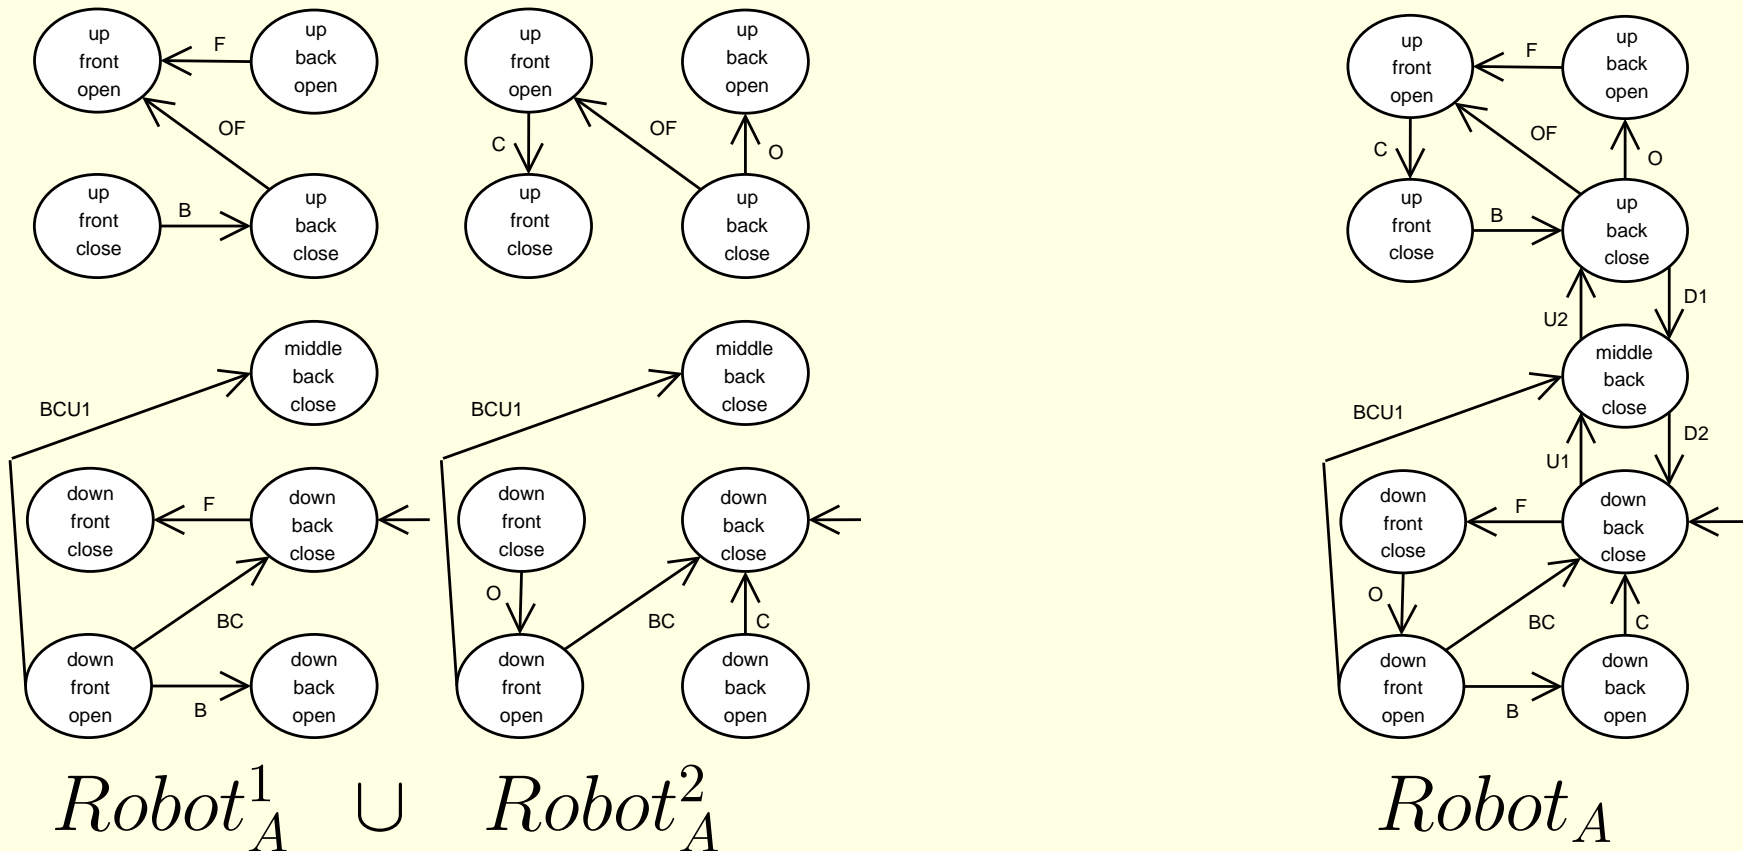 up
front
open
F
up
back
open
OF
up
front
close
B
up
back
close
middle
back
close
BCU1
down
front
close
F
down
back
close
BC
down
front
open
B
down
back
open
up
front
open
up
back
open
C
OF
O
up
front
close
up
back
close
middle
back
close
BCU1
down
front
close
down
back
close
O
BC
C
down
front
open
down
back
open
up
front
open
F
up
back
open
C
OF
O
up
front
close
B
up
back
close
U2
D1
middle
back
close
BCU1
U1
D2
down
front
close
F
down
back
close
O
BC
C
down
front
open
B
down
back
open
Robot¹_A ∪ Robot²_A
Robot_A